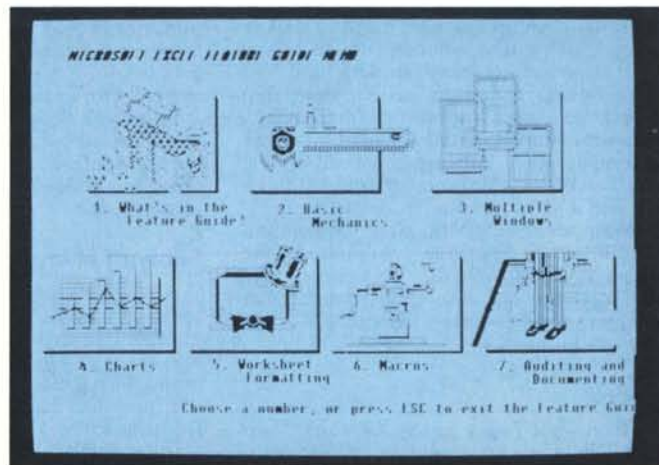 MICROSOFT EXCEL FEATURE GUIDE MENU
1. What's in the
Feature Guide?
2. Basic
Mechanics
3. Multiple
Windows
4. Charts
5. Worksheet
Formatting
6. Macros
7. Auditing and
Documenting
Choose a number, or press ESC to exit the Feature Gui